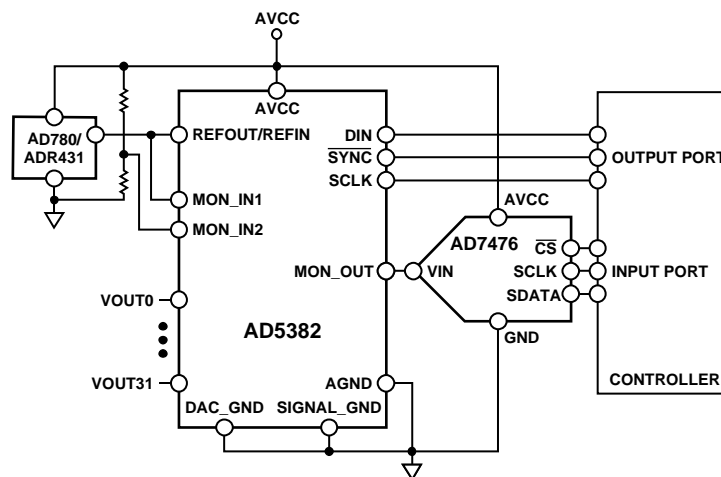 AVCC
AVCC
AD780/
ADR431
REFOUT/REFIN
DIN
SYNC
OUTPUT PORT
SCLK
MON_IN1
AVCC
MON_IN2
AD7476
CS
MON_OUT
VIN
SCLK
INPUT PORT
SDATA
VOUT0
AD5382
GND
VOUT31
AGND
CONTROLLER
DAC_GND
SIGNAL_GND